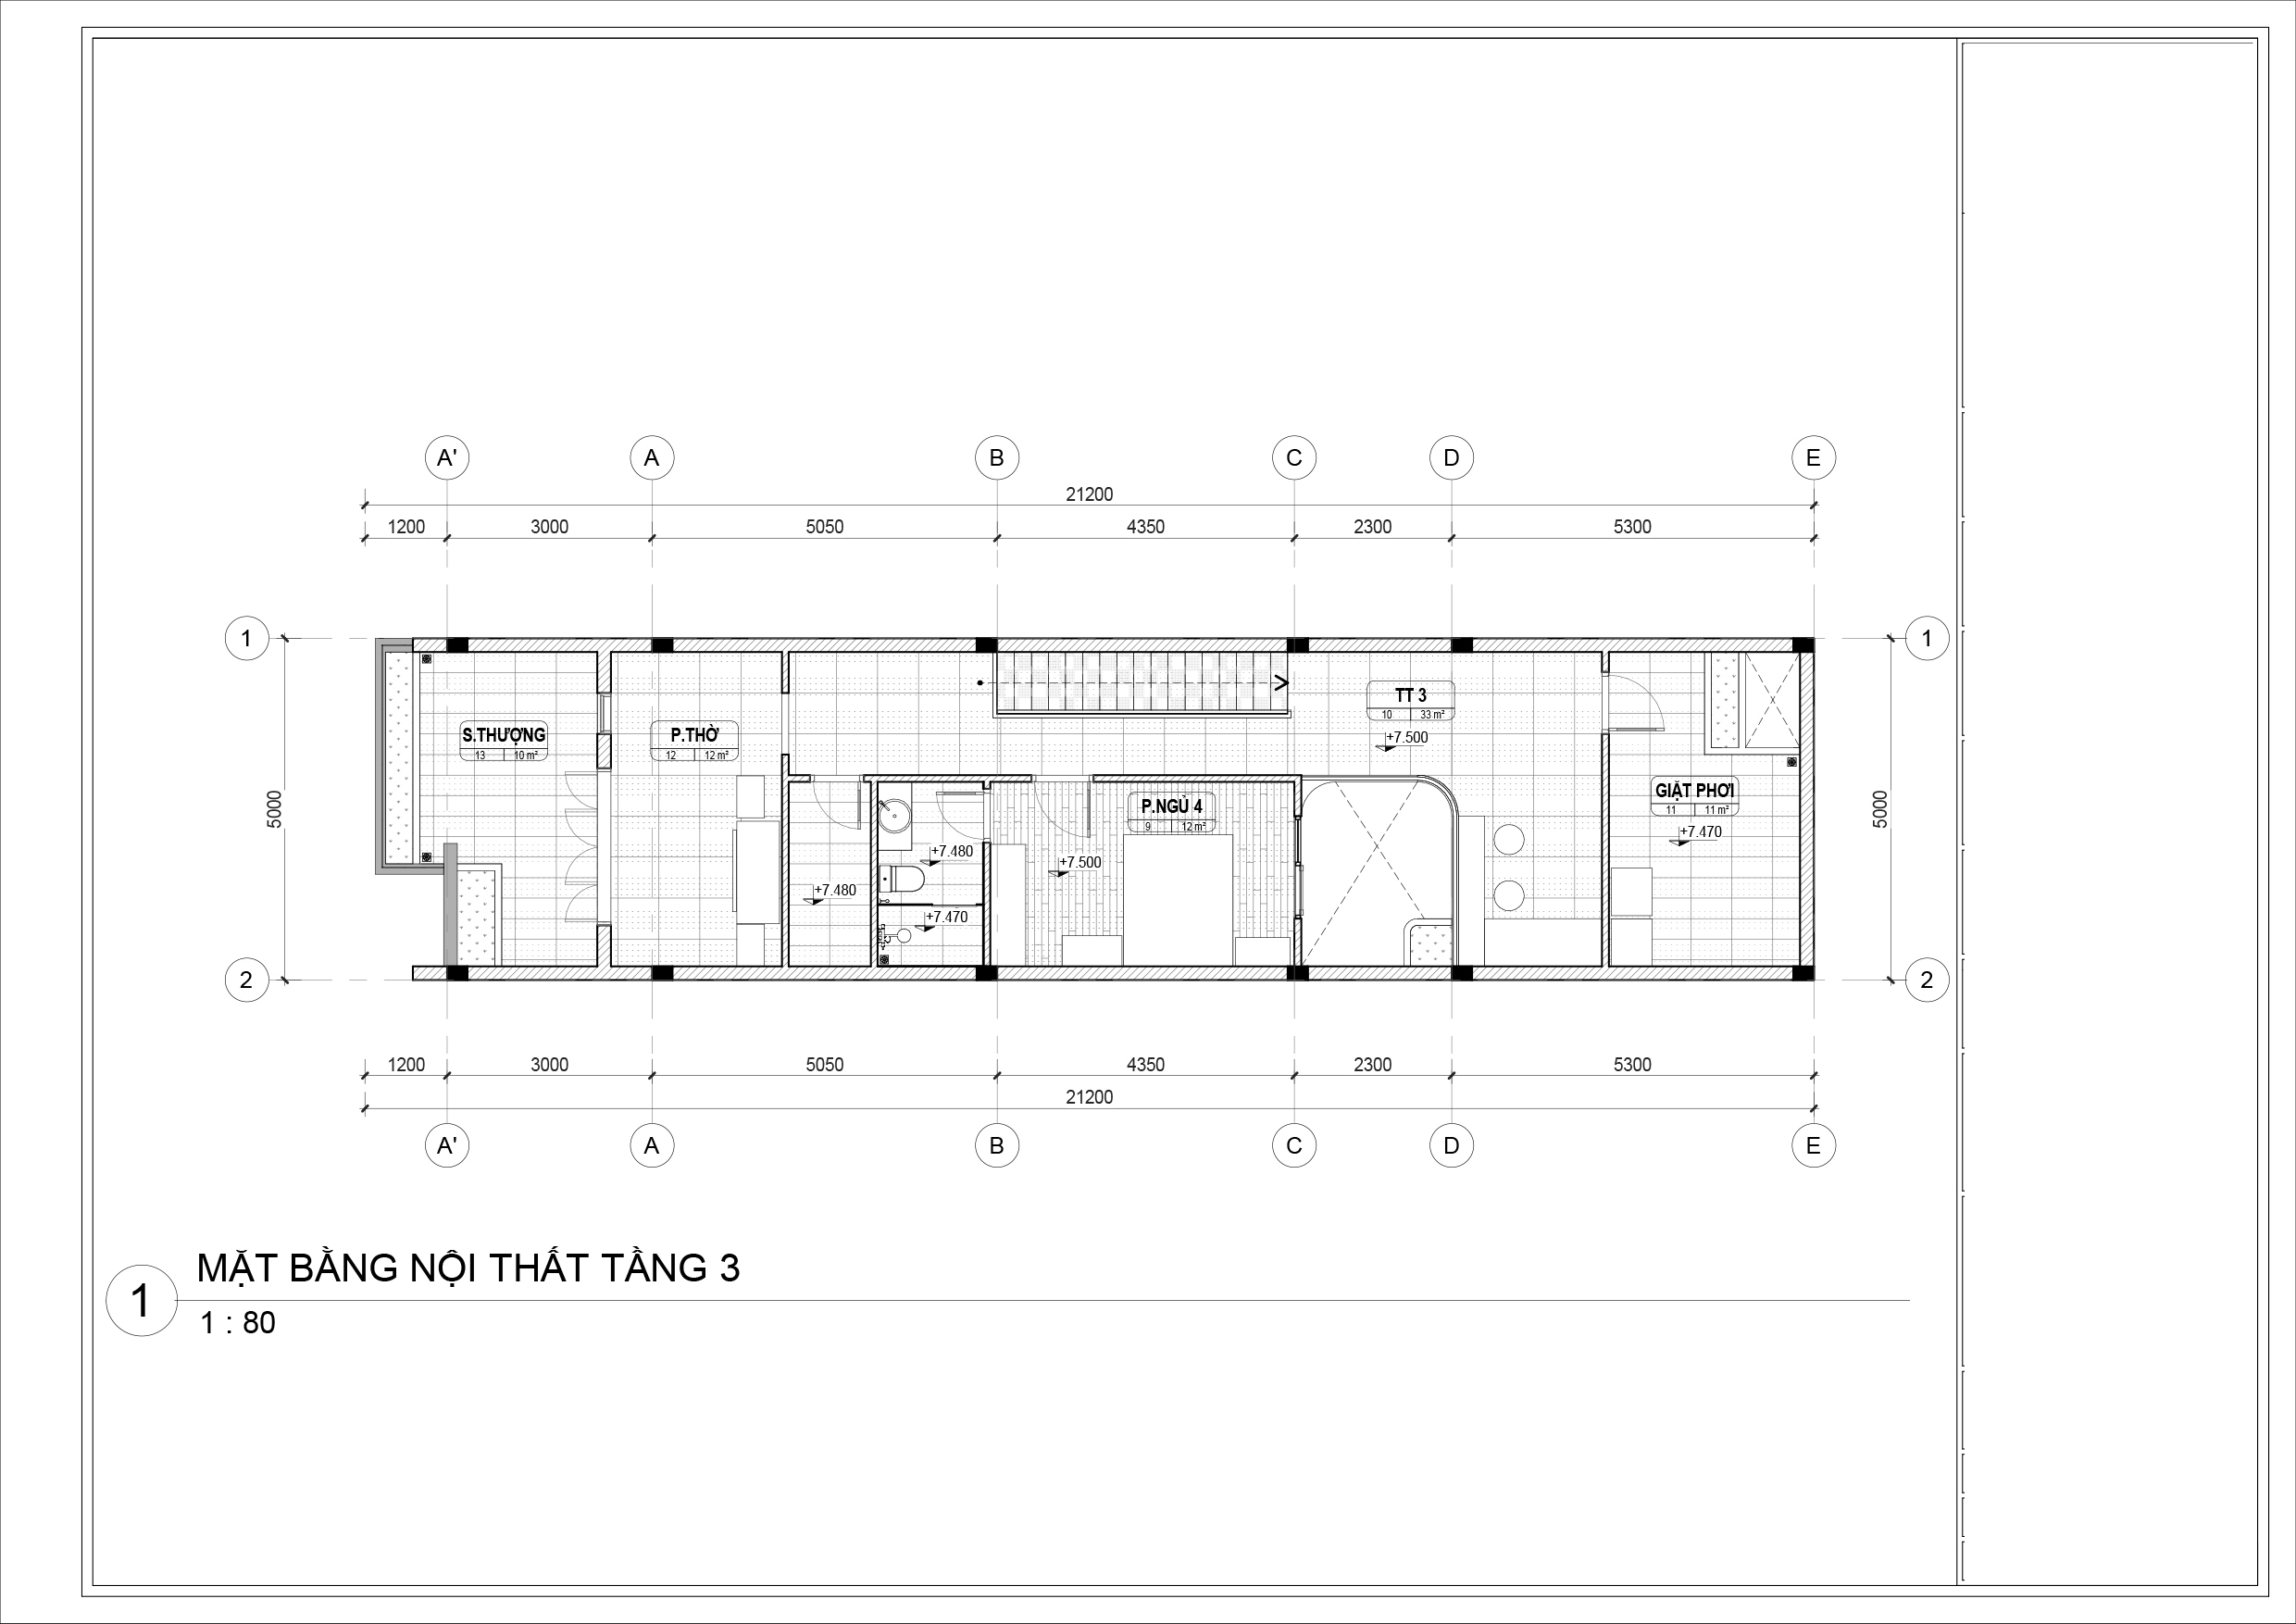 A' A B C D E
21200
1200 3000 5050 4350 2300 5300
1 1
TT 3
10 33 m²
+7.500
S.THƯỢNG P.THỜ
13 10 m² 12 12 m²
GIẶT PHƠI
11 11 m²
+7.470
P.NGỦ 4
9 12 m²
5000 5000
+7.480
+7.500
+7.480
+7.470
2 2
1200 3000 5050 4350 2300 5300
21200
A' A B C D E
MẶT BẰNG NỘI THẤT TẦNG 3
1
1 : 80